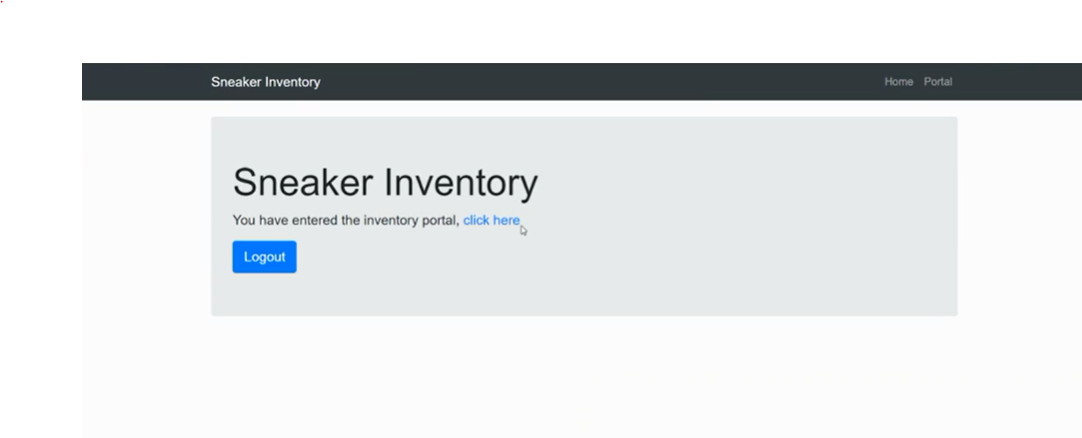 Sneaker Inventory
Home Portal
Sneaker Inventory
You have entered the inventory portal, click here
Logout